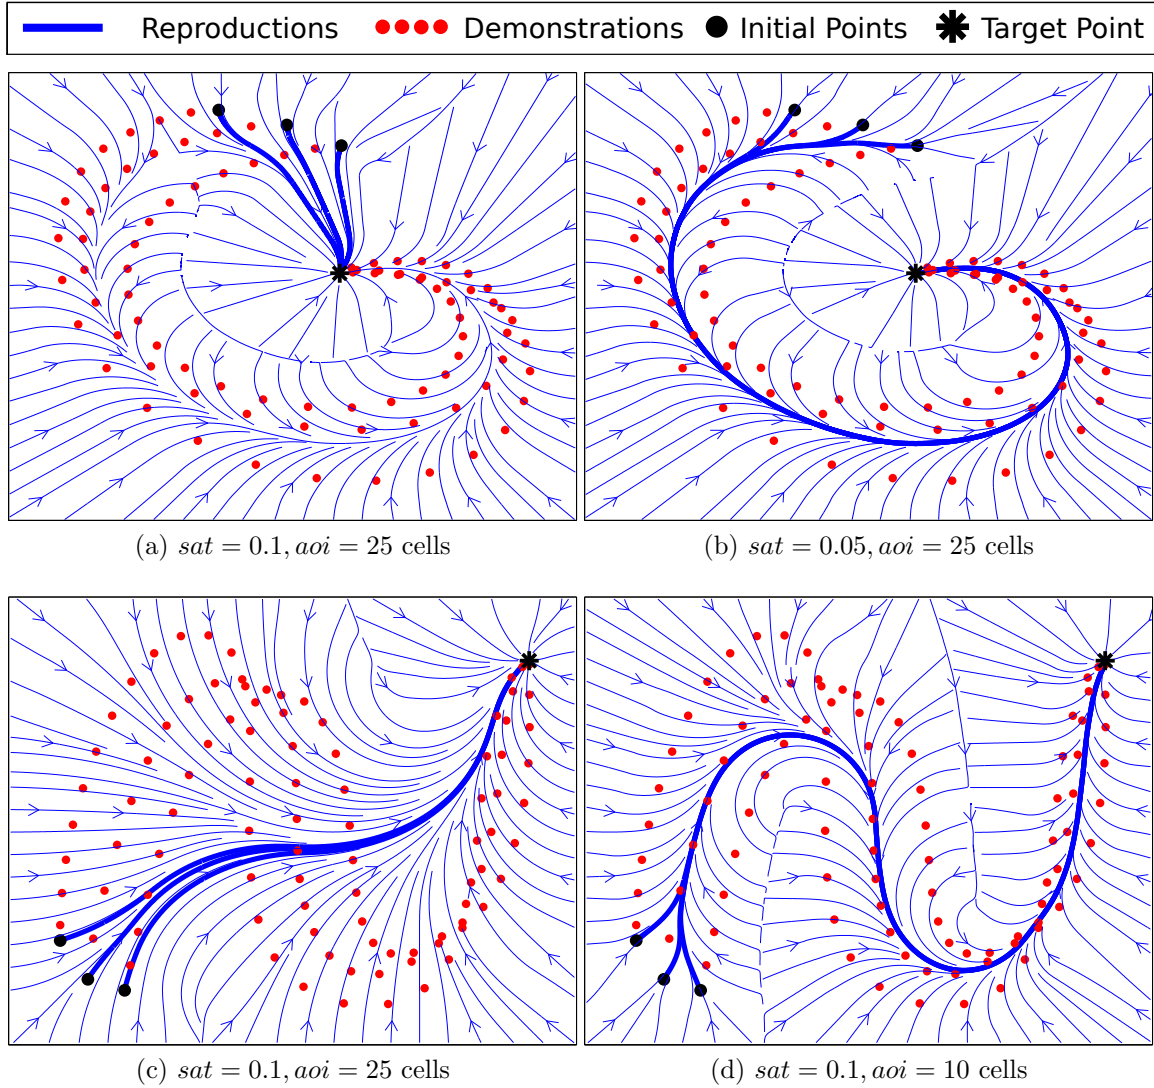 Reproductions Demonstrations Initial Points Target Point
(a) sat = 0.1, aoi = 25 cells
(b) sat = 0.05, aoi = 25 cells
(c) sat = 0.1, aoi = 25 cells
(d) sat = 0.1, aoi = 10 cells